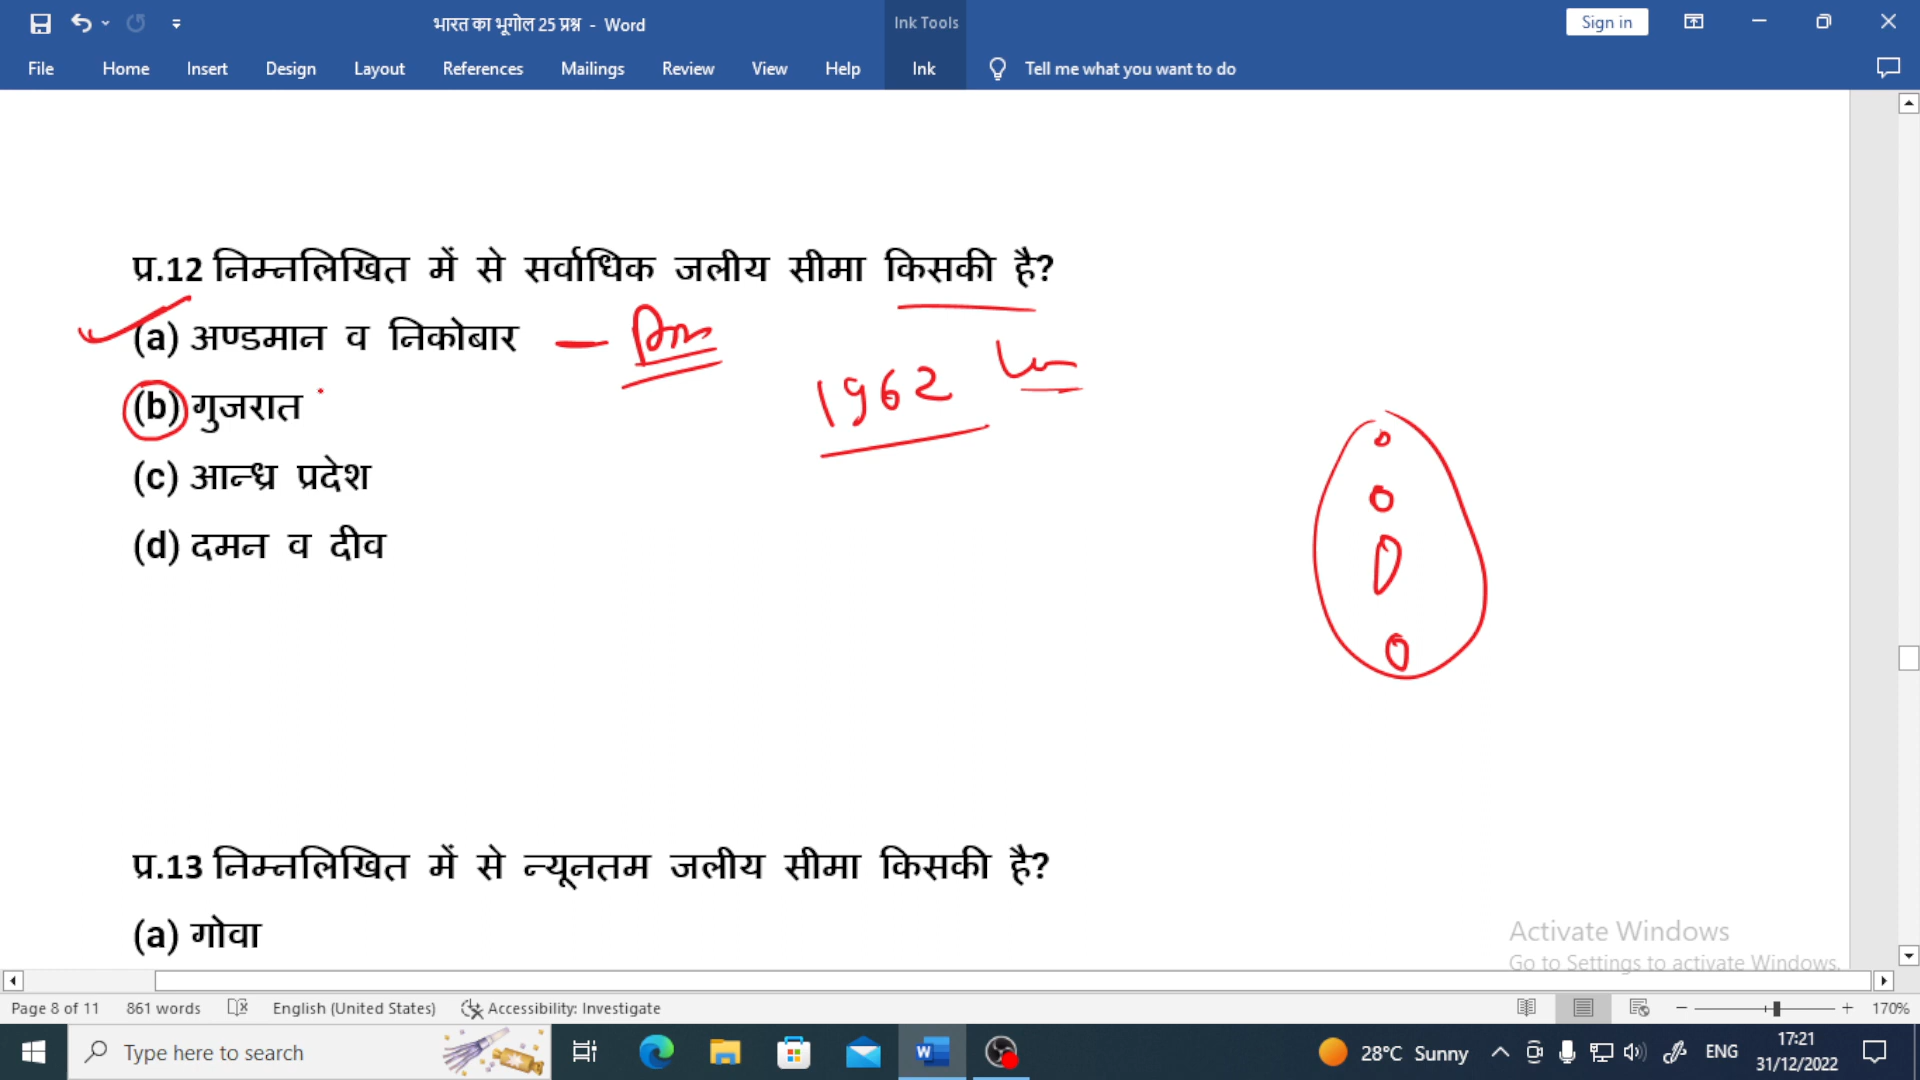 भारत का भूगोल 25 प्रश्न - Word
Ink Tools
Sign in
File Home Insert Design Layout References Mailings Review View Help Ink Tell me what you want to do
प्र.12 निम्नलिखित में से सर्वाधिक जलीय सीमा किसकी है?
(a) अण्डमान व निकोबार — Ans
1962 km
(b) गुजरात
(c) आन्ध्र प्रदेश
(d) दमन व दीव
प्र.13 निम्नलिखित में से न्यूनतम जलीय सीमा किसकी है?
(a) गोवा
Activate Windows
Go to Settings to activate Windows.
Page 8 of 11 861 words English (United States) Accessibility: Investigate 170%
Type here to search
28°C Sunny ENG 17:21
31/12/2022